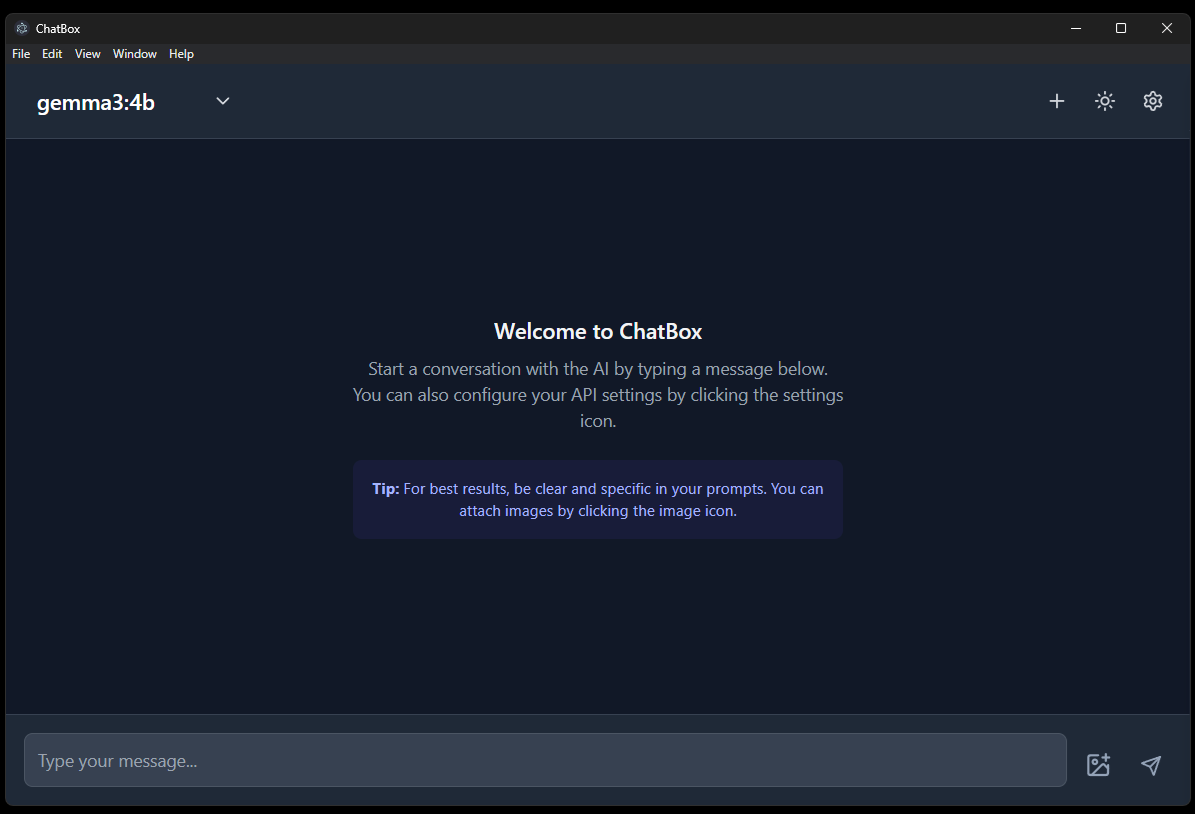 ChatBox
File Edit View Window Help
gemma3:4b
Welcome to ChatBox
Start a conversation with the AI by typing a message below.
You can also configure your API settings by clicking the settings
icon.
Tip: For best results, be clear and specific in your prompts. You can
attach images by clicking the image icon.
Type your message...